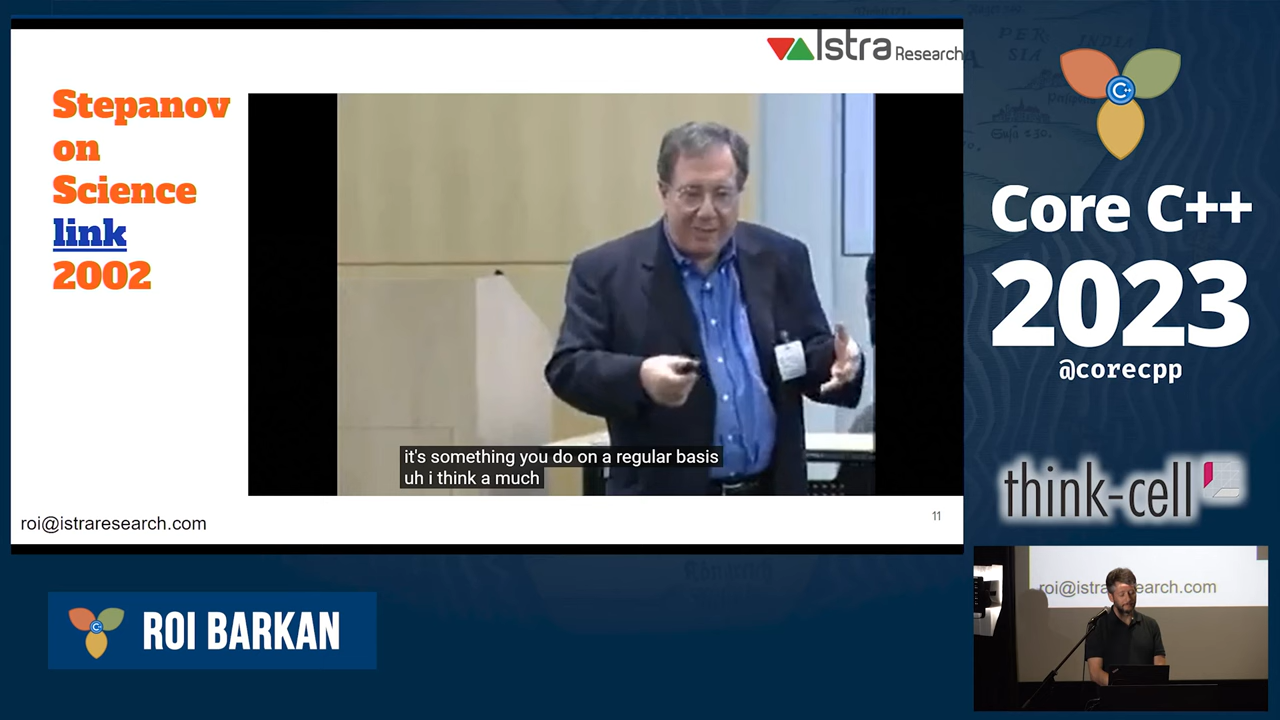 Istra Research
Stepanov
on
Science
link
2002
it's something you do on a regular basis
uh i think a much
roi@istraresearch.com
11
C++
Core C++
2023
@corecpp
think-cell
roi@istraresearch.com
ROI BARKAN